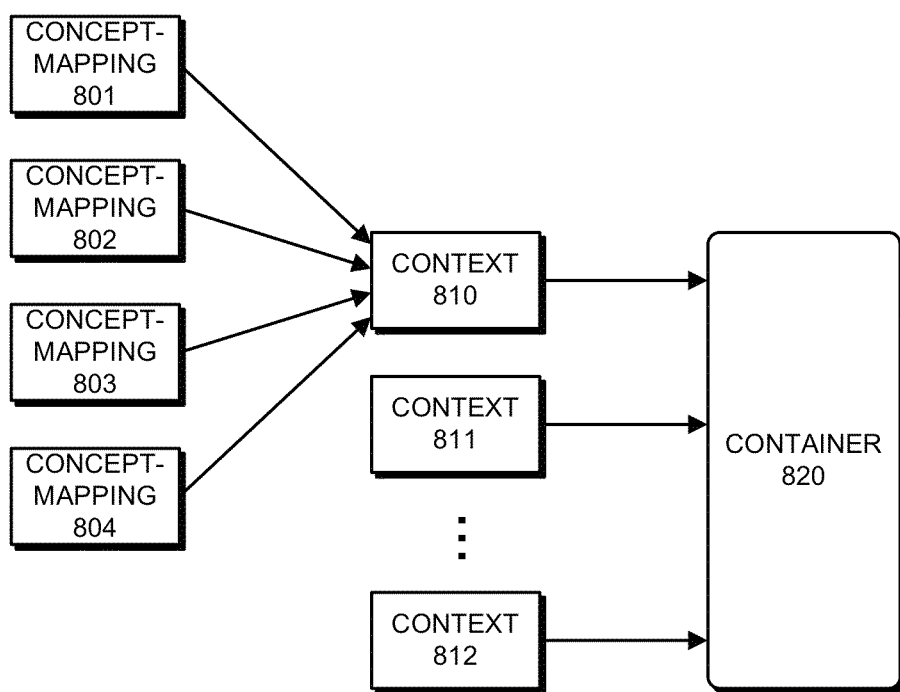 CONCEPT-
MAPPING
801
CONCEPT-
MAPPING
802
CONCEPT-
MAPPING
803
CONCEPT-
MAPPING
804
CONTEXT
810
CONTEXT
811
CONTEXT
812
CONTAINER
820